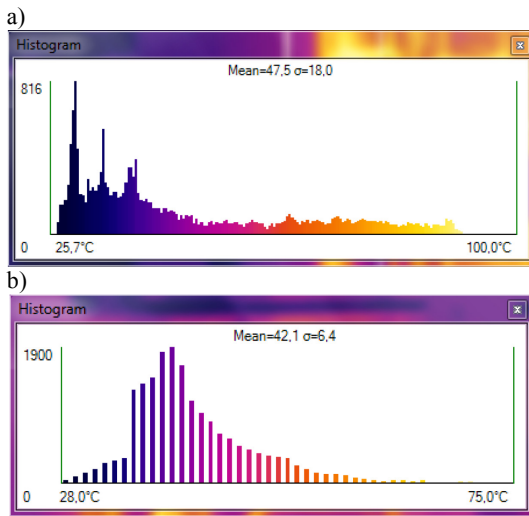 a)
Histogram x
Mean=47,5 σ=18,0
816
0 25,7°C 100,0°C
b)
Histogram x
Mean=42,1 σ=6,4
1900
0 28,0°C 75,0°C